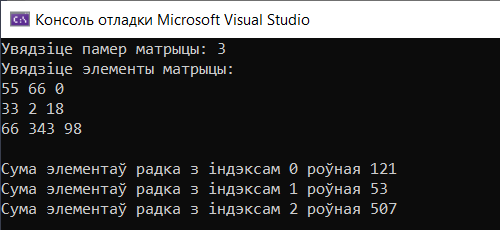 Консоль отладки Microsoft Visual Studio
Увядзіце памер матрыцы: 3
Увядзіце элементы матрыцы:
55 66 0
33 2 18
66 343 98
Сума элементаў радка з індэксам 0 роўная 121
Сума элементаў радка з індэксам 1 роўная 53
Сума элементаў радка з індэксам 2 роўная 507